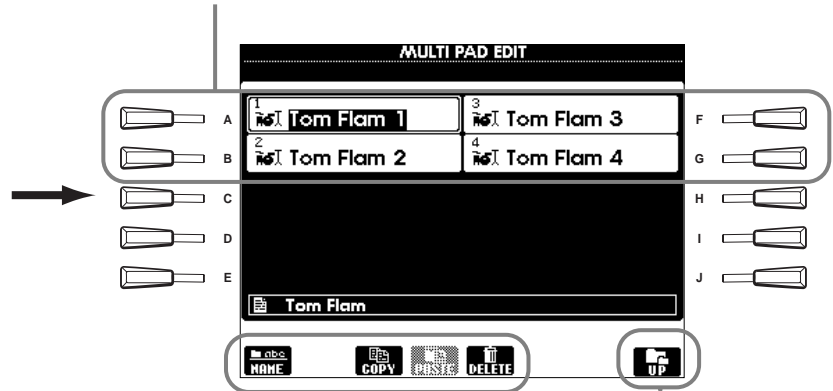 MULTI PAD EDIT
A 1 Tom Flam 1 3 Tom Flam 3 F
B 2 Tom Flam 2 4 Tom Flam 4 G
C H
D I
E J
Tom Flam
abc
NAME COPY PASTE DELETE UP